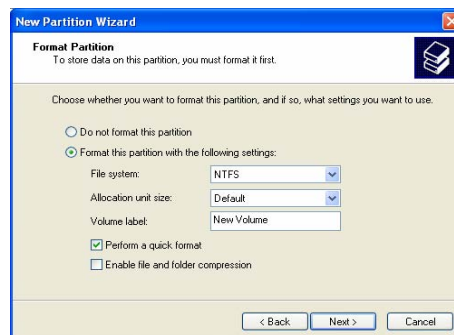 New Partition Wizard
Format Partition
To store data on this partition, you must format it first.
Choose whether you want to format this partition, and if so, what settings you want to use.
Do not format this partition
Format this partition with the following settings:
File system: NTFS
Allocation unit size: Default
Volume label: New Volume
Perform a quick format
Enable file and folder compression
< Back Next > Cancel